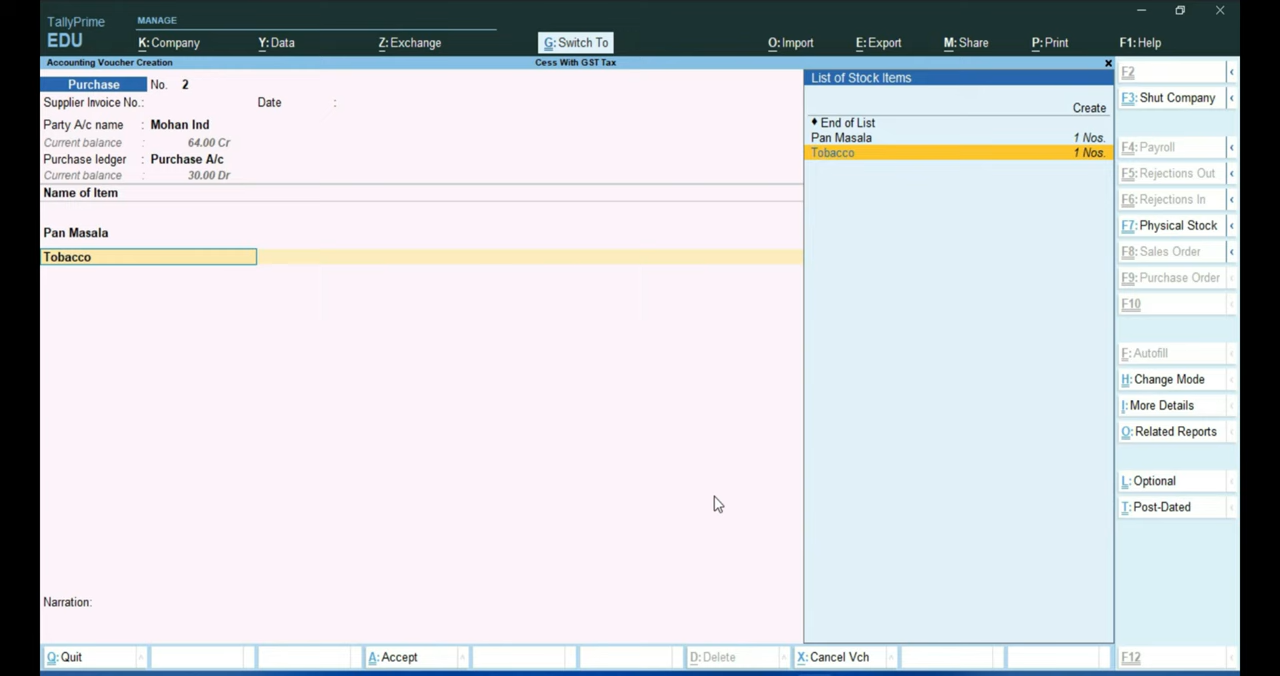 TallyPrime
EDU
MANAGE
K: Company
Y: Data
Z: Exchange
G: Switch To
O: Import
E: Export
M: Share
P: Print
F1: Help
Accounting Voucher Creation
Cess With GST Tax
Purchase No. 2
Supplier Invoice No.:
Date :
Party A/c name : Mohan Ind
Current balance : 64.00 Cr
Purchase ledger : Purchase A/c
Current balance : 30.00 Dr
Name of Item
Pan Masala
Tobacco
Narration:
List of Stock Items
Create
♦ End of List
Pan Masala 1 Nos.
Tobacco 1 Nos.
F2
F3: Shut Company
F4: Payroll
F5: Rejections Out
F6: Rejections In
F7: Physical Stock
F8: Sales Order
F9: Purchase Order
F10
F: Autofill
H: Change Mode
I: More Details
O: Related Reports
L: Optional
T: Post-Dated
Q: Quit
A: Accept
D: Delete
X: Cancel Vch
F12